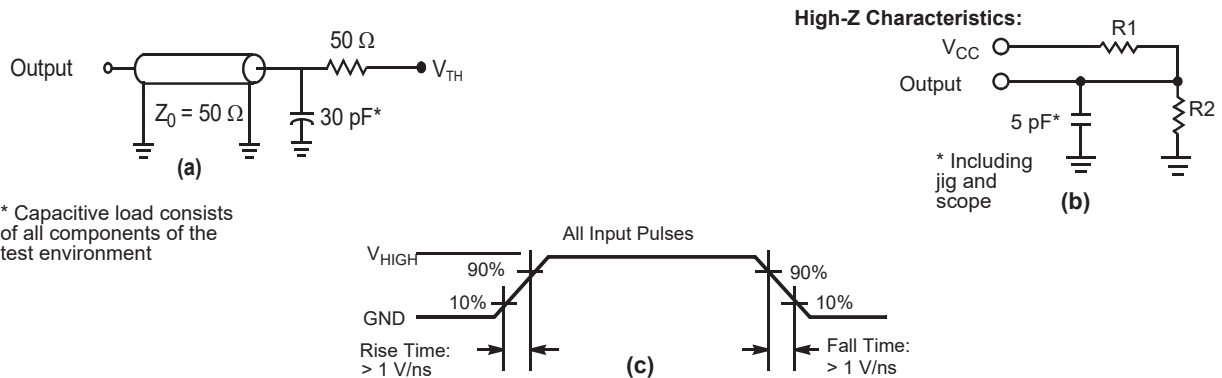 High-Z Characteristics:
R1
50 Ω
V_CC
Output
V_TH
Output
R2
Z_0 = 50 Ω
30 pF*
5 pF*
(a)
* Including
jig and
scope
(b)
* Capacitive load consists
of all components of the
test environment
All Input Pulses
V_HIGH
90%
90%
10%
10%
GND
Rise Time:
> 1 V/ns
(c)
Fall Time:
> 1 V/ns